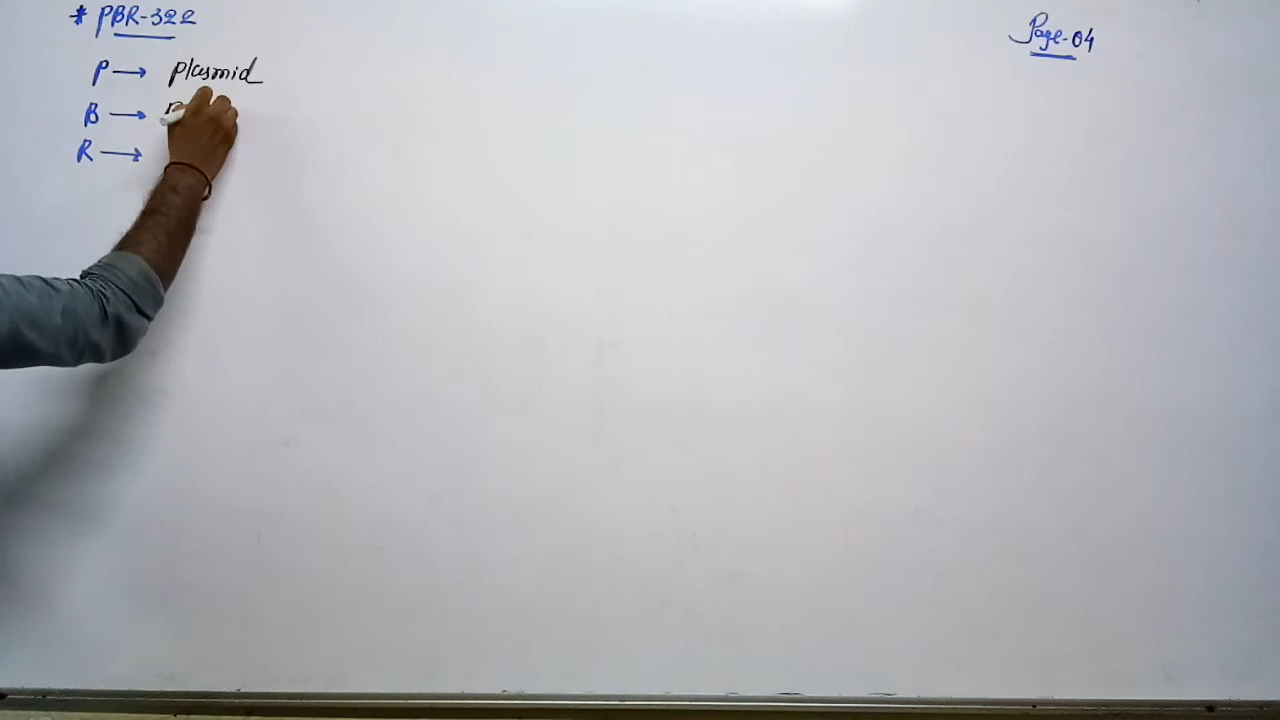 * PBR-322
Page-04
P → Plasmid
B →
R →